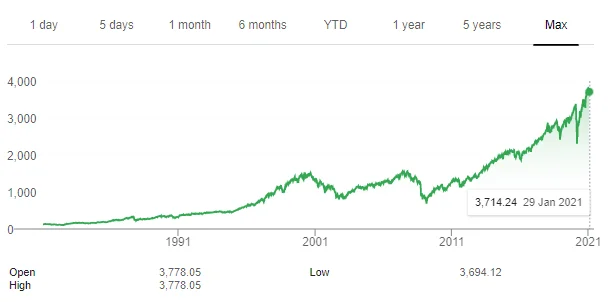 1 day 5 days 1 month 6 months YTD 1 year 5 years Max
4,000
3,000
2,000
1,000
3,714.24 29 Jan 2021
0
1991 2001 2011 2021
Open 3,778.05 Low 3,694.12
High 3,778.05